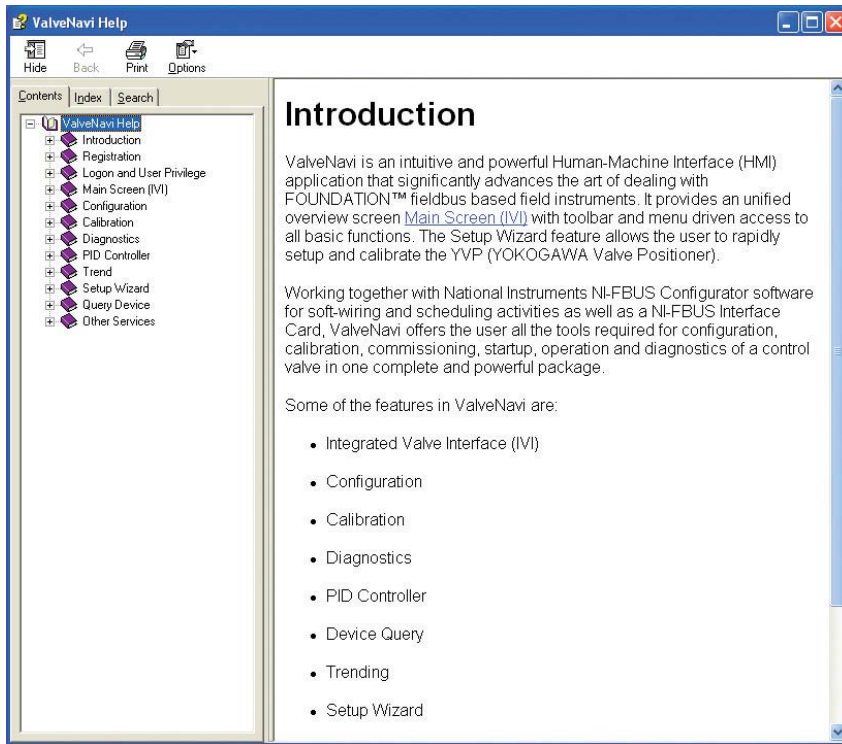 ValveNavi Help
Hide Back Print Options
Contents Index Search
ValveNavi Help
Introduction
Registration
Logon and User Privilege
Main Screen (IVI)
Configuration
Calibration
Diagnostics
PID Controller
Trend
Setup Wizard
Query Device
Other Services
Introduction
ValveNavi is an intuitive and powerful Human-Machine Interface (HMI)
application that significantly advances the art of dealing with
FOUNDATION™ fieldbus based field instruments. It provides an unified
overview screen Main Screen (IVI) with toolbar and menu driven access to
all basic functions. The Setup Wizard feature allows the user to rapidly
setup and calibrate the YVP (YOKOGAWA Valve Positioner).
Working together with National Instruments NI-FBUS Configurator software
for soft-wiring and scheduling activities as well as a NI-FBUS Interface
Card, ValveNavi offers the user all the tools required for configuration,
calibration, commissioning, startup, operation and diagnostics of a control
valve in one complete and powerful package.
Some of the features in ValveNavi are:
• Integrated Valve Interface (IVI)
• Configuration
• Calibration
• Diagnostics
• PID Controller
• Device Query
• Trending
• Setup Wizard